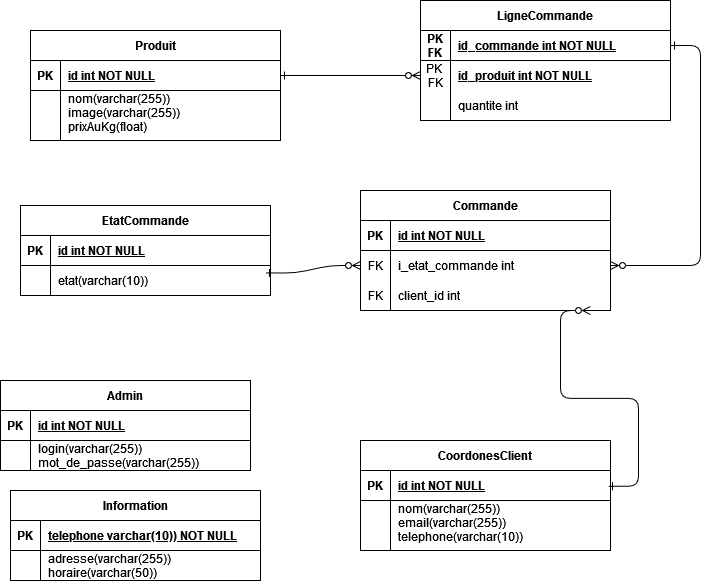 LigneCommande
PK
FK
id_commande int NOT NULL
PK
FK
id_produit int NOT NULL
quantite int
Produit
PK id int NOT NULL
nom(varchar(255))
image(varchar(255))
prixAuKg(float)
EtatCommande
PK id int NOT NULL
etat(varchar(10))
Commande
PK id int NOT NULL
FK i_etat_commande int
FK client_id int
Admin
PK id int NOT NULL
login(varchar(255))
mot_de_passe(varchar(255))
CoordonesClient
PK id int NOT NULL
nom(varchar(255))
email(varchar(255))
telephone(varchar(10))
Information
PK telephone varchar(10)) NOT NULL
adresse(varchar(255))
horaire(varchar(50))